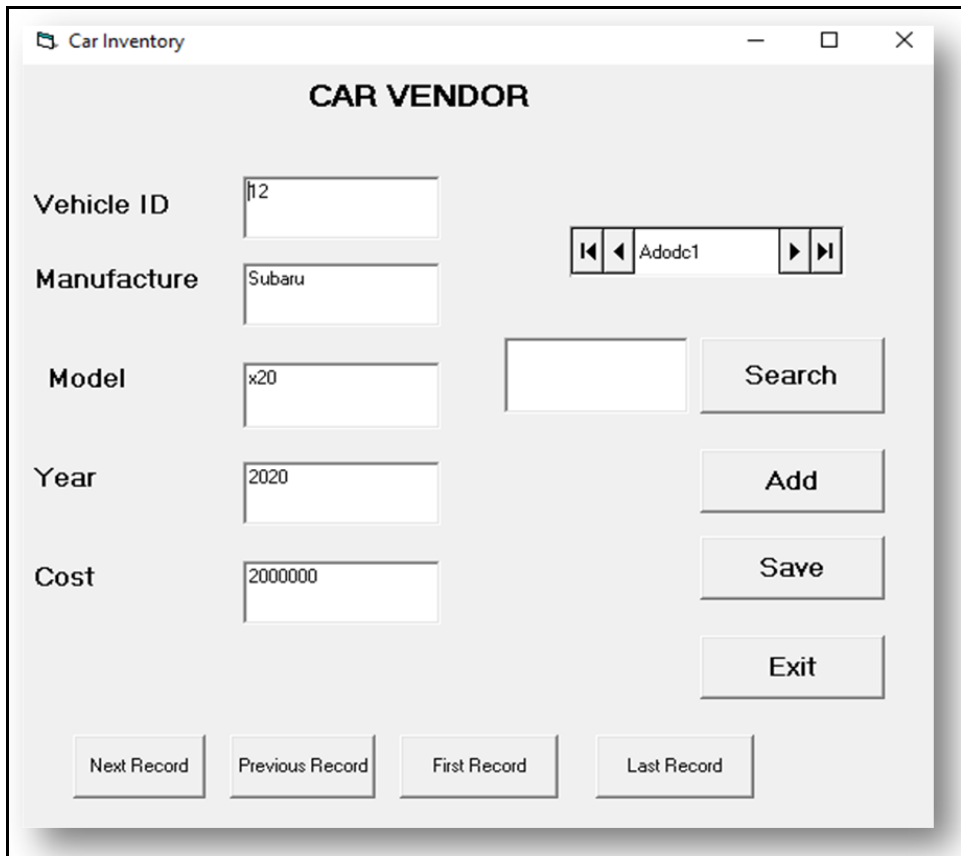 Car Inventory
CAR VENDOR
Vehicle ID
12
Manufacture
Subaru
Adodc1
Model
x20
Search
Year
2020
Add
Cost
2000000
Save
Exit
Next Record
Previous Record
First Record
Last Record